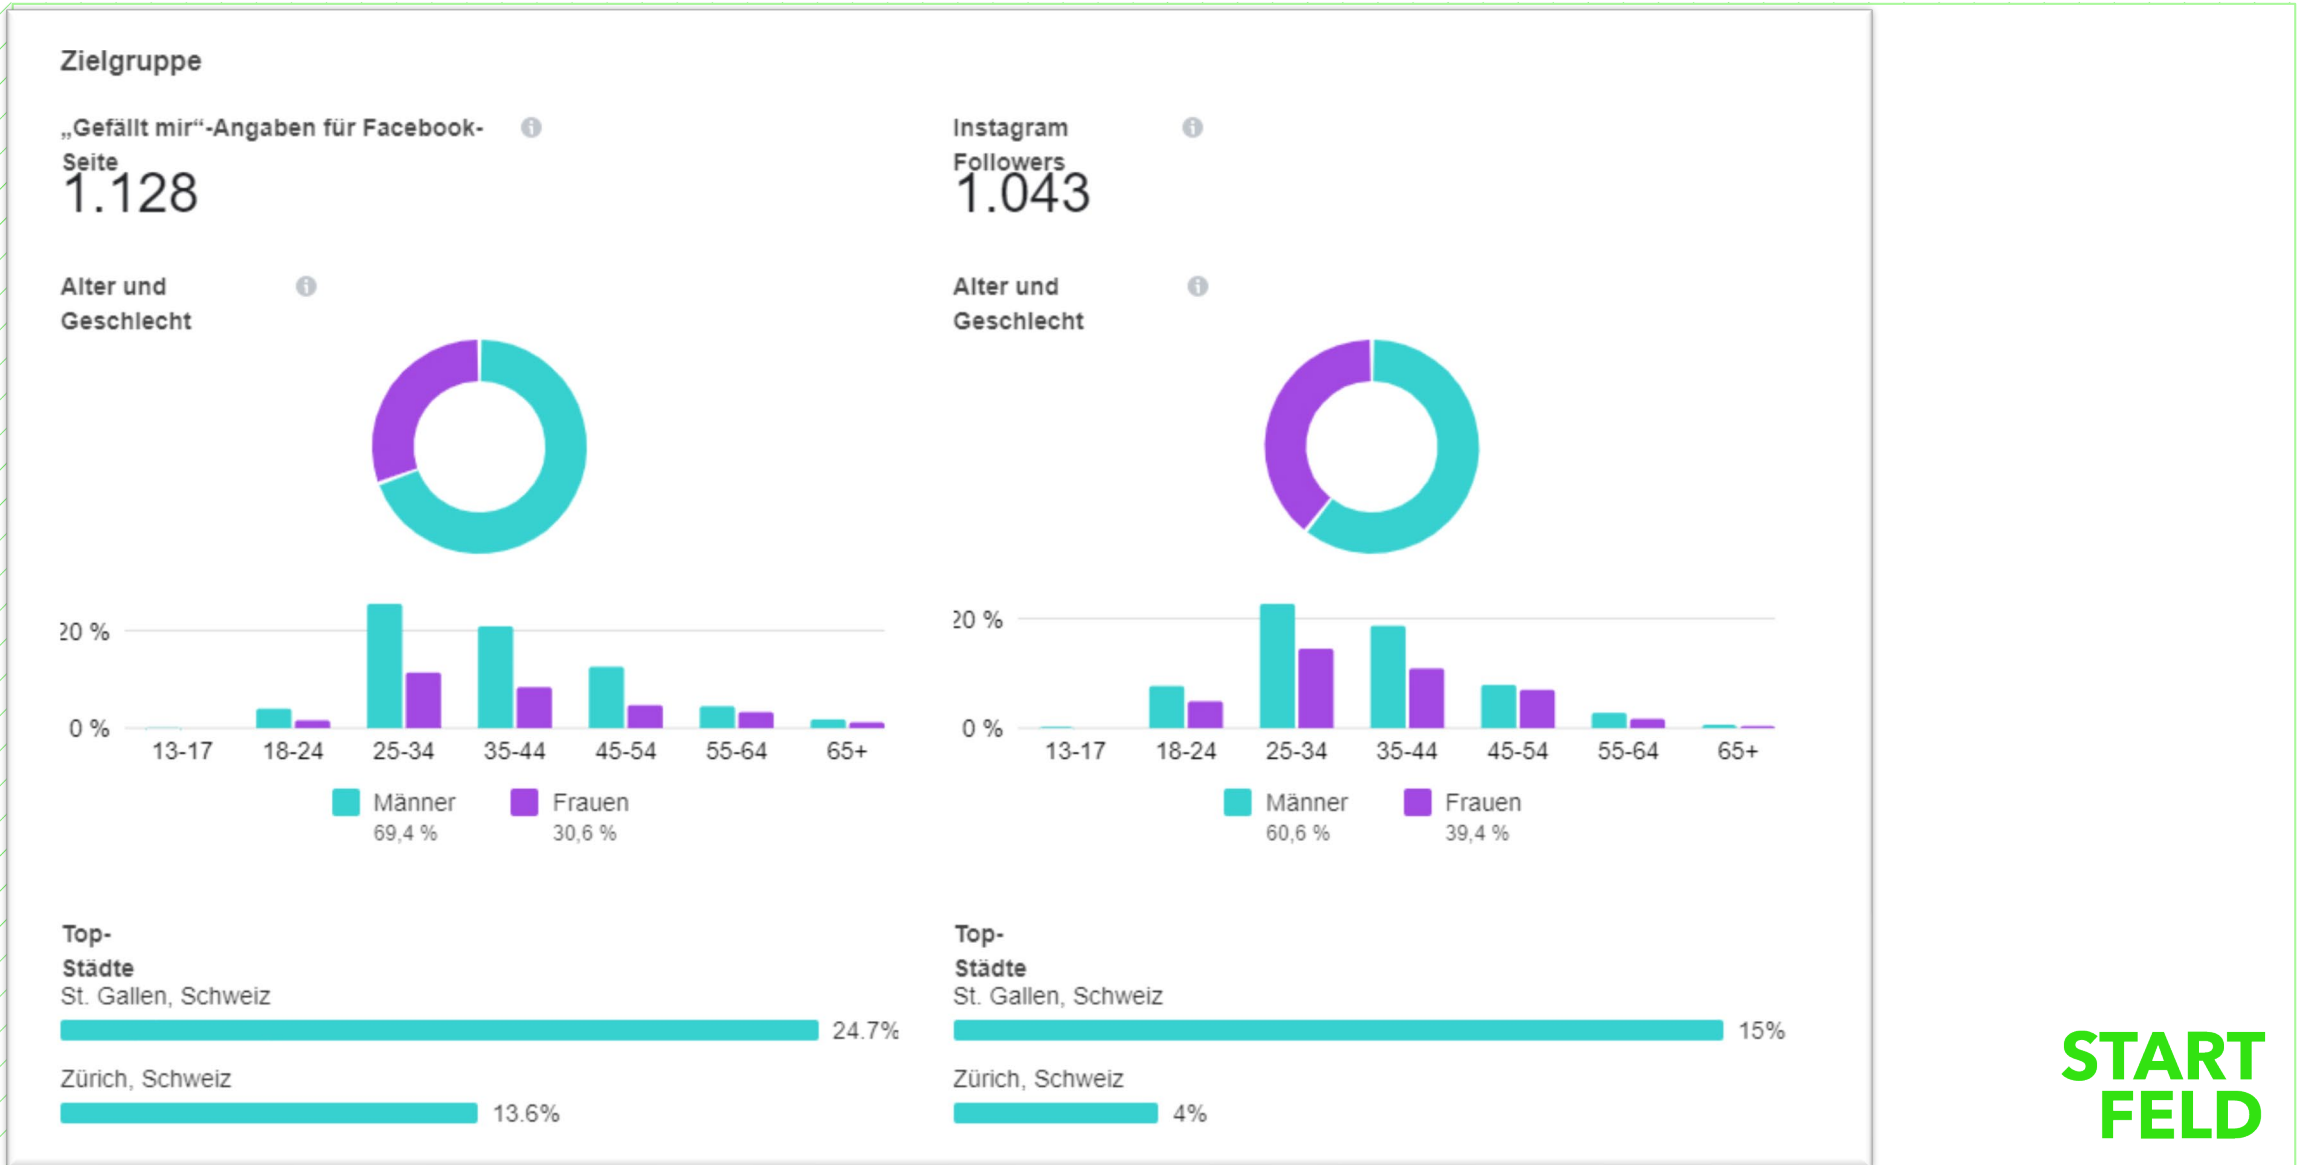 Zielgruppe
„Gefällt mir“-Angaben für Facebook-
Seite
1.128
Alter und
Geschlecht
20 %
0 %
13-17 18-24 25-34 35-44 45-54 55-64 65+
Männer Frauen
69,4 % 30,6 %
Top-
Städte
St. Gallen, Schweiz
24.7%
Zürich, Schweiz
13.6%
Instagram
Followers
1.043
Alter und
Geschlecht
20 %
0 %
13-17 18-24 25-34 35-44 45-54 55-64 65+
Männer Frauen
60,6 % 39,4 %
Top-
Städte
St. Gallen, Schweiz
15%
Zürich, Schweiz
4%
START
FELD